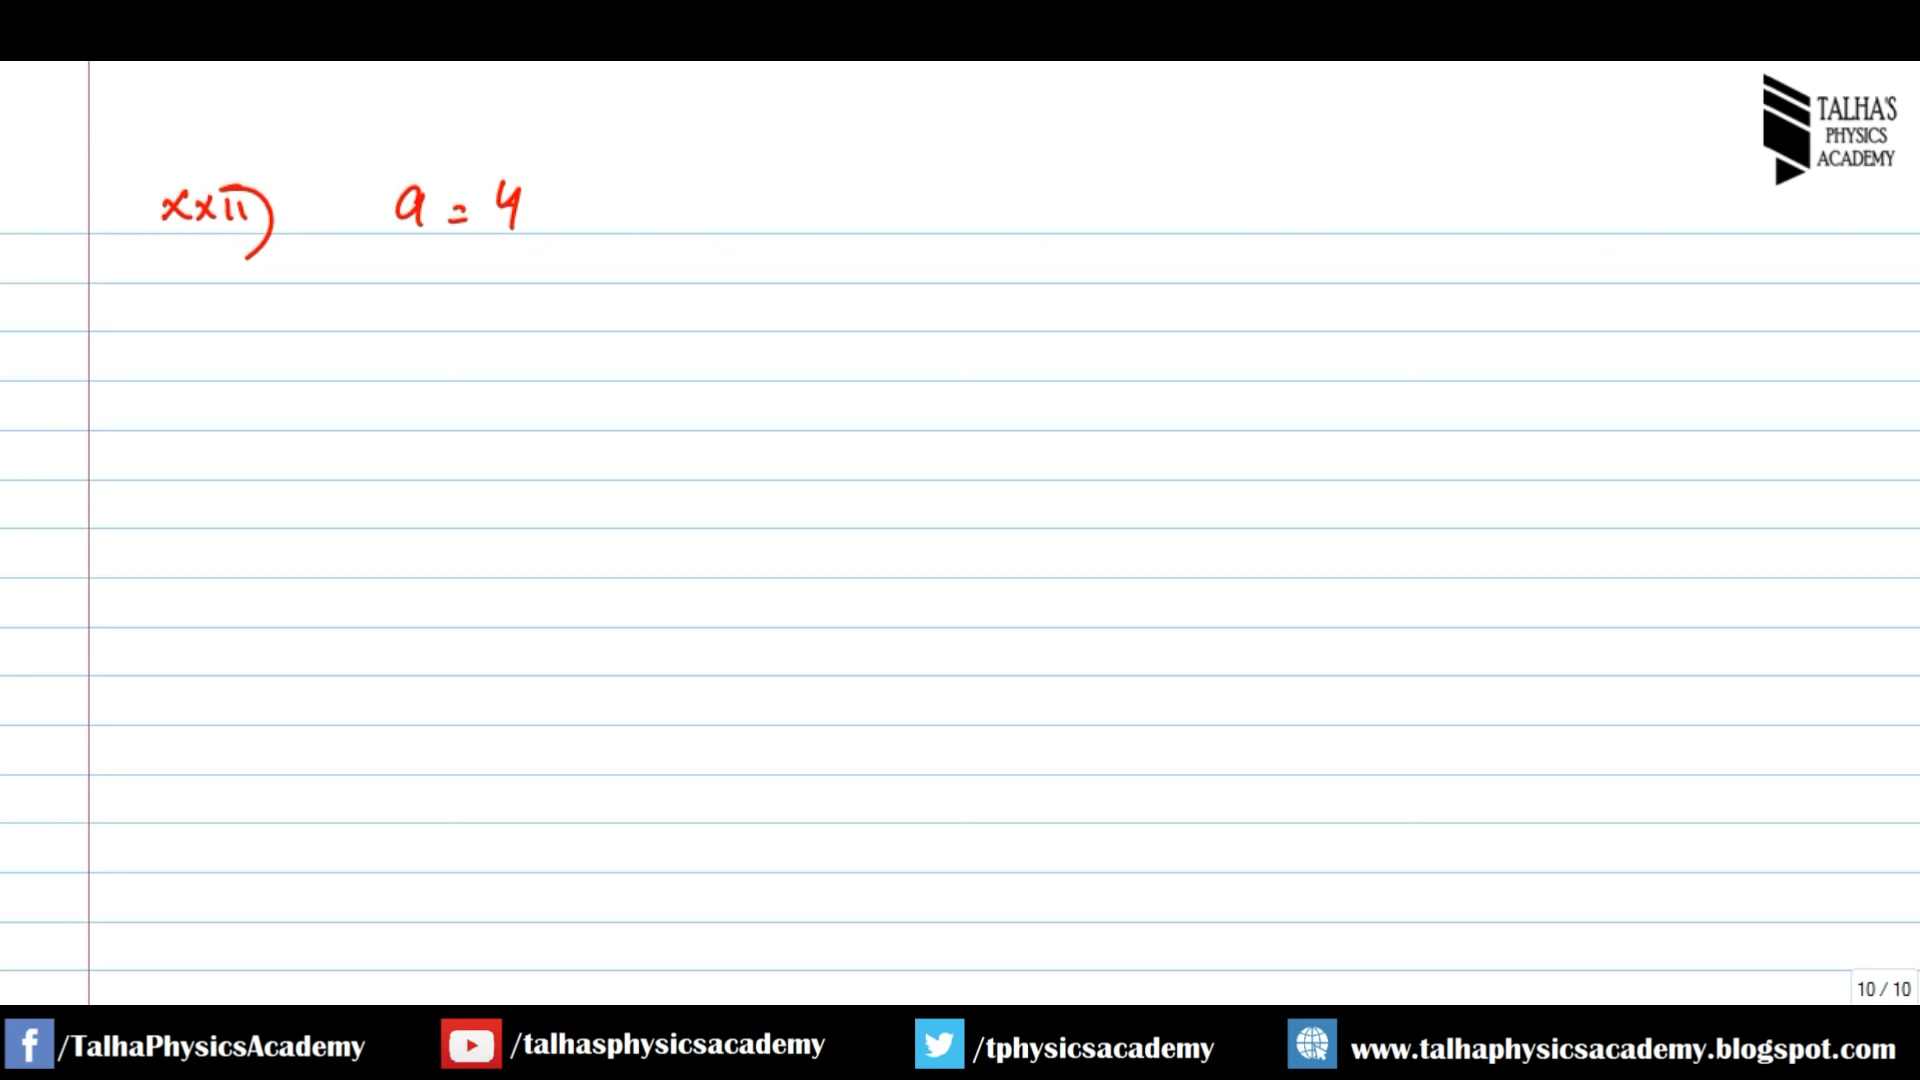 TALHA'S
PHYSICS
ACADEMY
xxii) a = 4
10 / 10
/TalhaPhysicsAcademy /talhasphysicsacademy /tphysicsacademy www.talhaphysicsacademy.blogspot.com